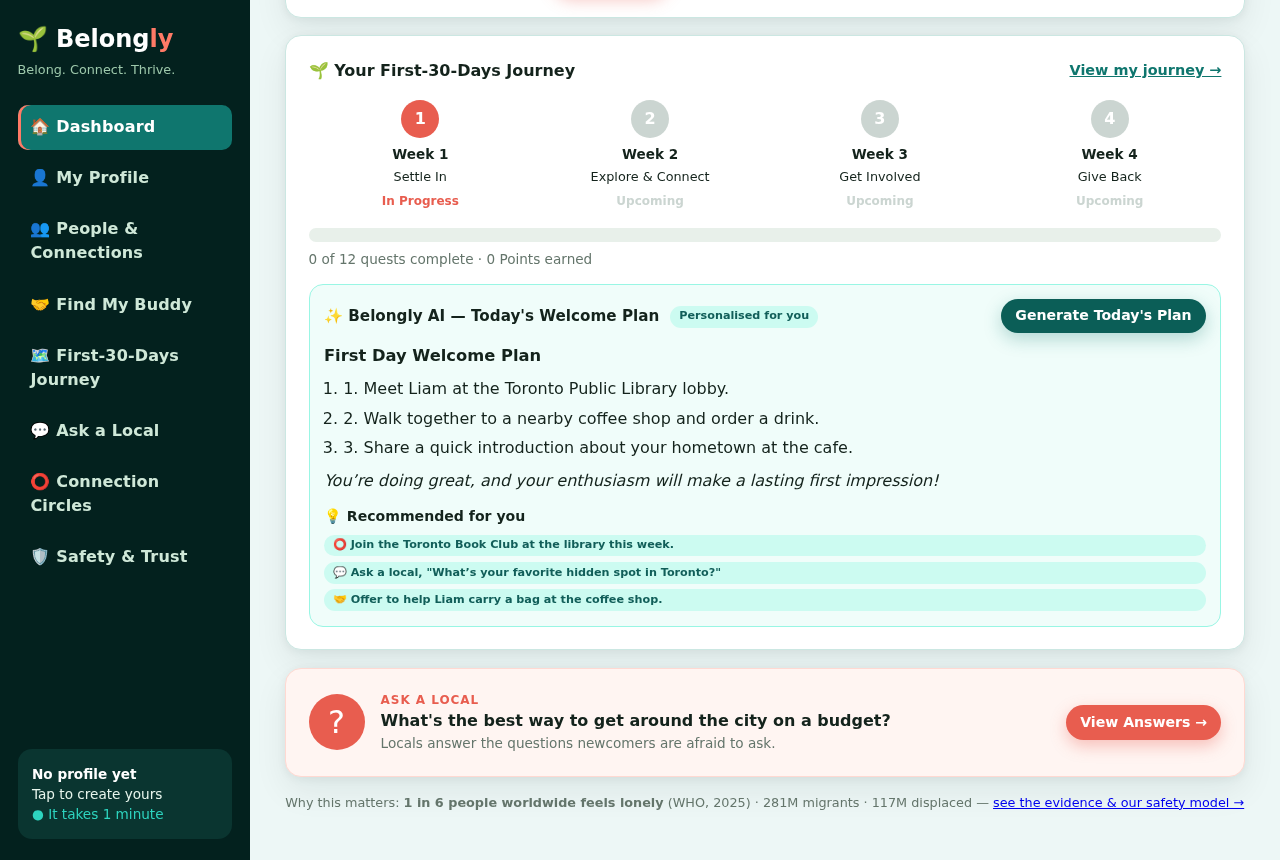 🌱 Belongly
Belong. Connect. Thrive.
🏠 Dashboard
👤 My Profile
👥 People &
Connections
🤝 Find My Buddy
🗺️ First-30-Days
Journey
💬 Ask a Local
⭕ Connection
Circles
🛡️ Safety & Trust
No profile yet
Tap to create yours
● It takes 1 minute
🌱 Your First-30-Days Journey
View my journey →
1
2
3
4
Week 1
Week 2
Week 3
Week 4
Settle In
Explore & Connect
Get Involved
Give Back
In Progress
Upcoming
Upcoming
Upcoming
0 of 12 quests complete · 0 Points earned
✨ Belongly AI — Today's Welcome Plan
Personalised for you
Generate Today's Plan
First Day Welcome Plan
1. 1. Meet Liam at the Toronto Public Library lobby.
2. 2. Walk together to a nearby coffee shop and order a drink.
3. 3. Share a quick introduction about your hometown at the cafe.
You’re doing great, and your enthusiasm will make a lasting first impression!
💡 Recommended for you
⭕ Join the Toronto Book Club at the library this week.
💬 Ask a local, "What’s your favorite hidden spot in Toronto?"
🤝 Offer to help Liam carry a bag at the coffee shop.
?
ASK A LOCAL
What's the best way to get around the city on a budget?
Locals answer the questions newcomers are afraid to ask.
View Answers →
Why this matters: 1 in 6 people worldwide feels lonely (WHO, 2025) · 281M migrants · 117M displaced — see the evidence & our safety model →